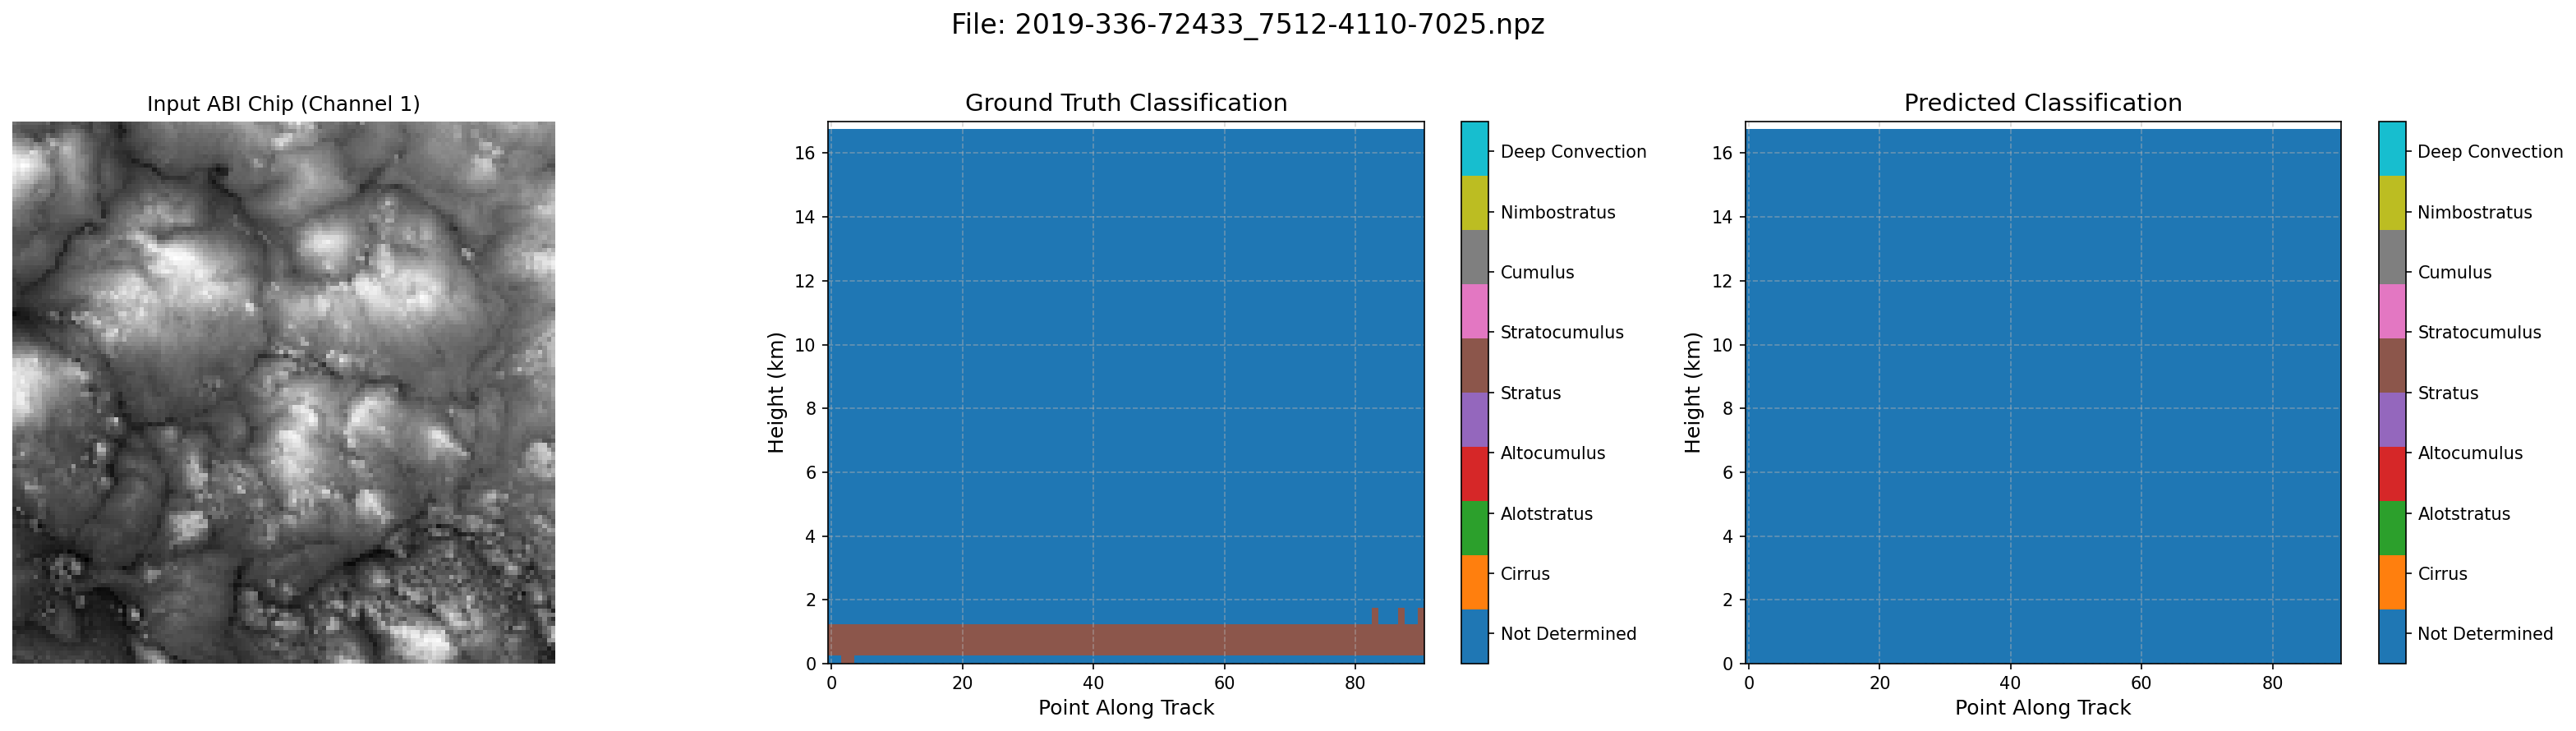 File: 2019-336-72433_7512-4110-7025.npz
Input ABI Chip (Channel 1)
Ground Truth Classification
Height (km)
16
14
12
10
8
6
4
2
0
0 20 40 60 80
Point Along Track
Deep Convection
Nimbostratus
Cumulus
Stratocumulus
Stratus
Altocumulus
Alotstratus
Cirrus
Not Determined
Predicted Classification
Height (km)
16
14
12
10
8
6
4
2
0
0 20 40 60 80
Point Along Track
Deep Convection
Nimbostratus
Cumulus
Stratocumulus
Stratus
Altocumulus
Alotstratus
Cirrus
Not Determined